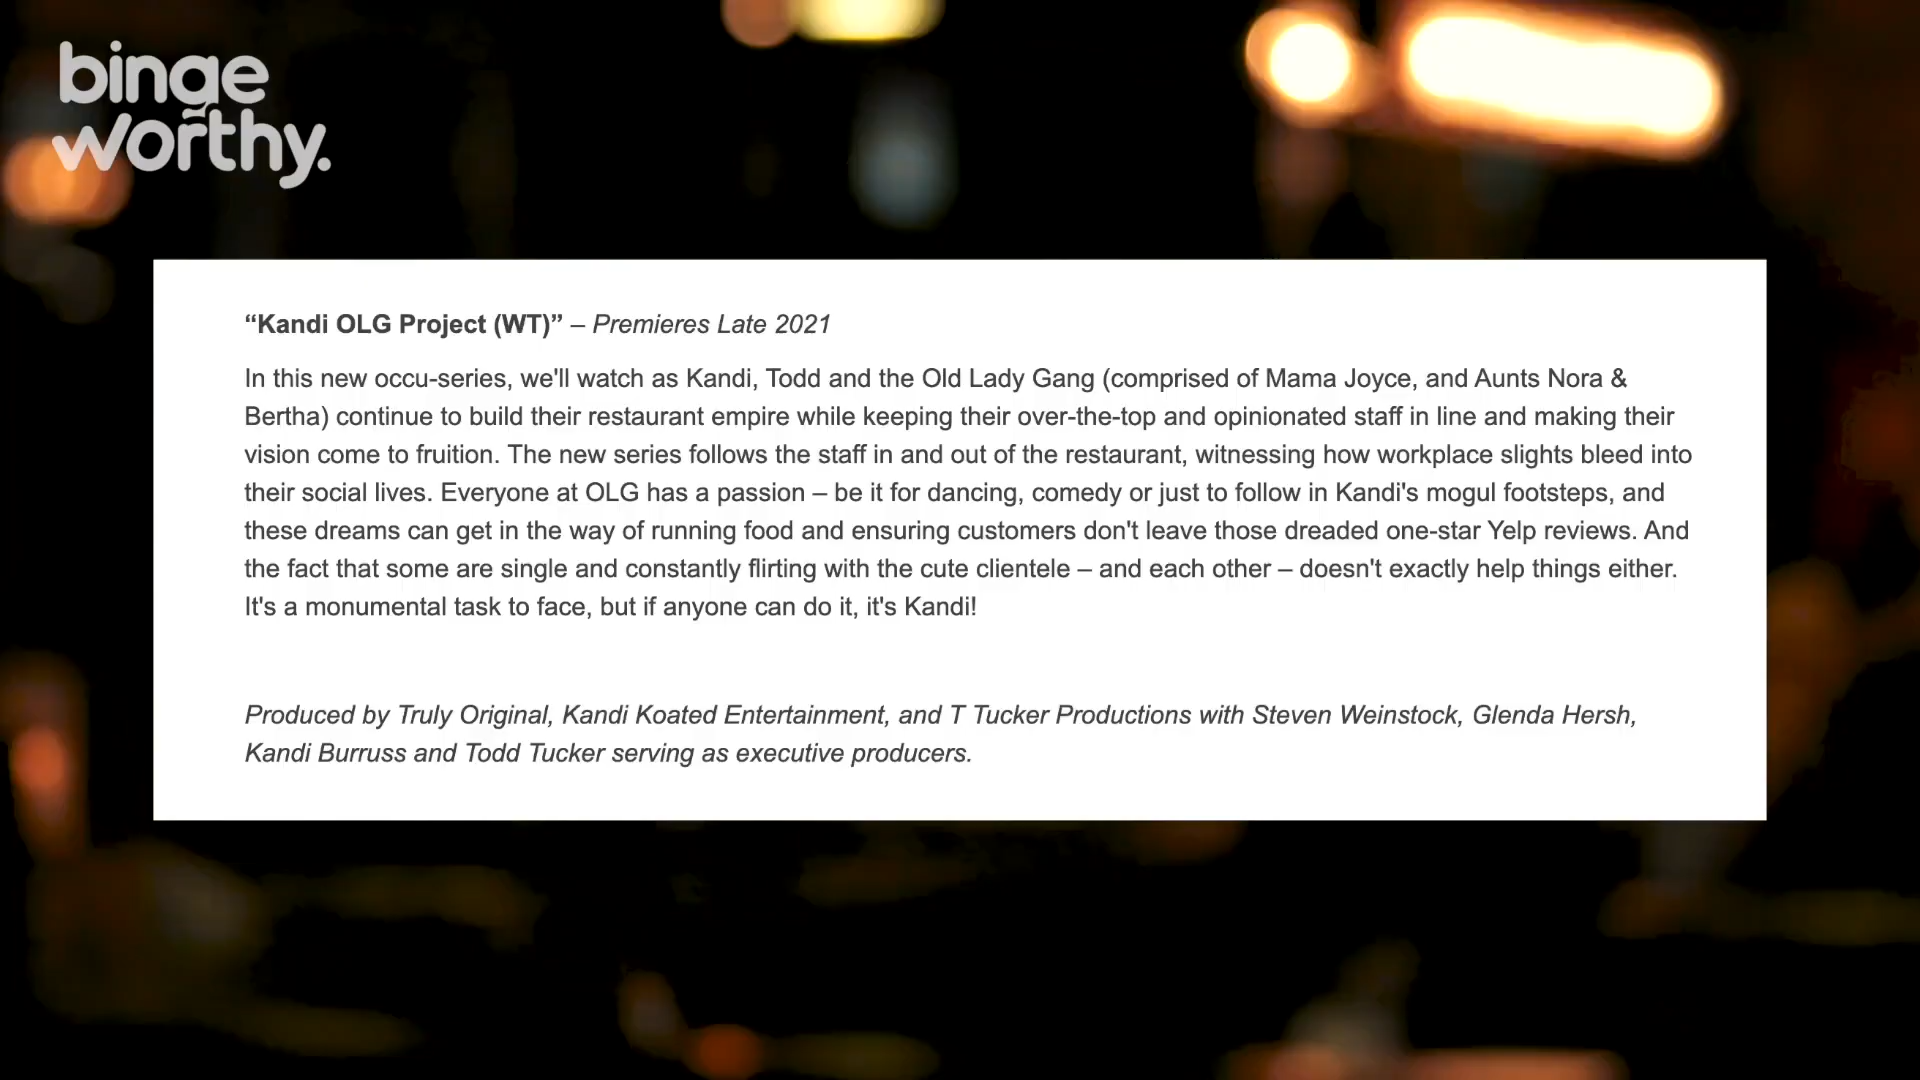 binge
worthy.
“Kandi OLG Project (WT)” – Premieres Late 2021
In this new occu-series, we'll watch as Kandi, Todd and the Old Lady Gang (comprised of Mama Joyce, and Aunts Nora &
Bertha) continue to build their restaurant empire while keeping their over-the-top and opinionated staff in line and making their
vision come to fruition. The new series follows the staff in and out of the restaurant, witnessing how workplace slights bleed into
their social lives. Everyone at OLG has a passion – be it for dancing, comedy or just to follow in Kandi's mogul footsteps, and
these dreams can get in the way of running food and ensuring customers don't leave those dreaded one-star Yelp reviews. And
the fact that some are single and constantly flirting with the cute clientele – and each other – doesn't exactly help things either.
It's a monumental task to face, but if anyone can do it, it's Kandi!
Produced by Truly Original, Kandi Koated Entertainment, and T Tucker Productions with Steven Weinstock, Glenda Hersh,
Kandi Burruss and Todd Tucker serving as executive producers.